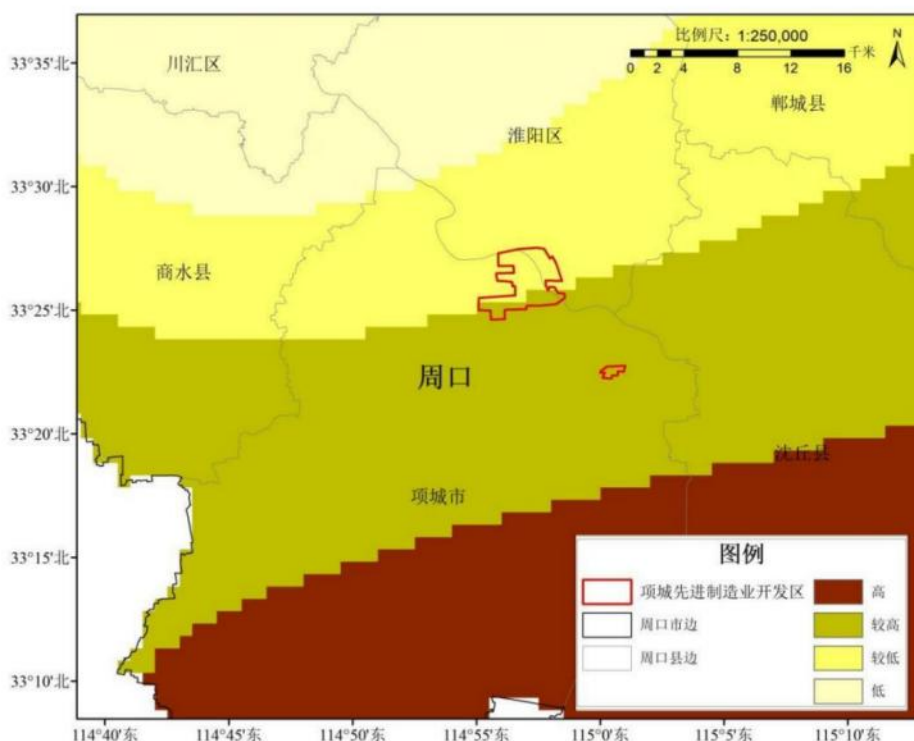 比例尺：1:250,000
千米
N
0 2 4 8 12 16
33°35'北
33°30'北
33°25'北
33°20'北
33°15'北
33°10'北
川汇区
淮阳区
郸城县
商水县
周口
沈丘县
项城市
图例
项城先进制造业开发区
周口市边
周口县边
高
较高
较低
低
114°40'东 114°45'东 114°50'东 114°55'东 115°0'东 115°5'东 115°10'东